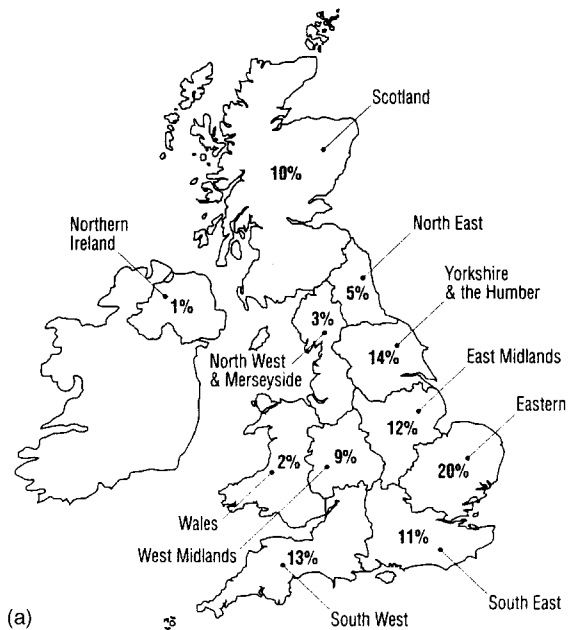 Scotland
10%
Northern
Ireland
1%
North East
5%
Yorkshire
& the Humber
3%
North West
& Merseyside
14%
East Midlands
12%
Eastern
20%
2%
Wales
9%
West Midlands
13%
South West
11%
South East
(a)